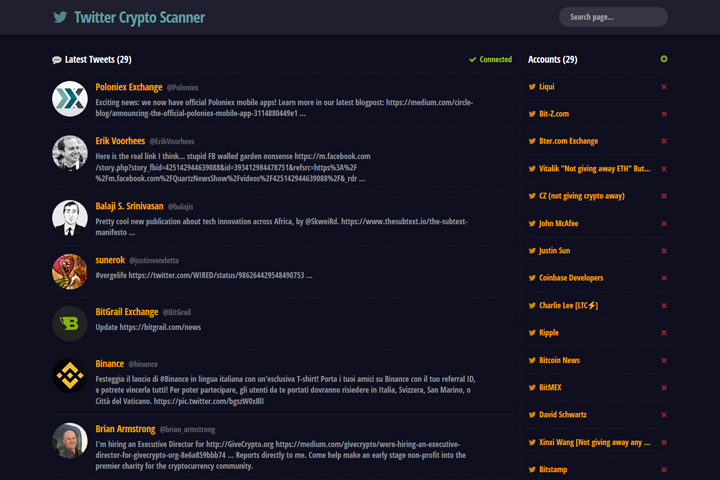 Twitter Crypto Scanner
Search page...
Latest Tweets (29)
Connected
Poloniex Exchange @Poloniex
Exciting news: we now have official Poloniex mobile apps! Learn more in our latest blogpost: https://medium.com/circle-
blog/announcing-the-official-poloniex-mobile-app-3114880449e1 ...
Erik Voorhees @ErikVoorhees
Here is the real link I think... stupid FB walled garden nonsense https://m.facebook.com
/story.php?story_fbid=425142944639088&id=393412984478751&refsrc=https%3A%2F
%2Fm.facebook.com%2FQuartzNewsShow%2Fvideos%2F425142944639088%2F&_rdr ...
Balaji S. Srinivasan @balajis
Pretty cool new publication about tech innovation across Africa, by @SkweiRd. https://www.thesubtext.io/the-subtext-
manifesto ...
sunerok @justinvendetta
#vergelife https://twitter.com/WIRED/status/986264429548490753 ...
BitGrail Exchange @BitGrail
Update https://bitgrail.com/news
Binance @binance
Festeggia il lancio di #Binance in lingua italiana con un'esclusiva T-shirt! Porta i tuoi amici su Binance con il tuo referral ID,
e potrete vincerla tutti! Per poter partecipare, gli utenti da te portati dovranno risiedere in Italia, Svizzera, San Marino, o
Città del Vaticano. https://pic.twitter.com/bgszW0xBlI
Brian Armstrong @brian_armstrong
I'm hiring an Executive Director for http://GiveCrypto.org https://medium.com/givecrypto/were-hiring-an-executive-
director-for-givecrypto-org-8e6a859bbb74 ... Reports directly to me. Come help make an early stage non-profit into the
premier charity for the cryptocurrency community.
Accounts (29)
Liqui
Bit-Z.com
Bter.com Exchange
Vitalik "Not giving away ETH" But...
CZ (not giving crypto away)
John McAfee
Justin Sun
Coinbase Developers
Charlie Lee [LTC⚡]
Ripple
Bitcoin News
BitMEX
David Schwartz
Xinxi Wang [Not giving away any ...
Bitstamp